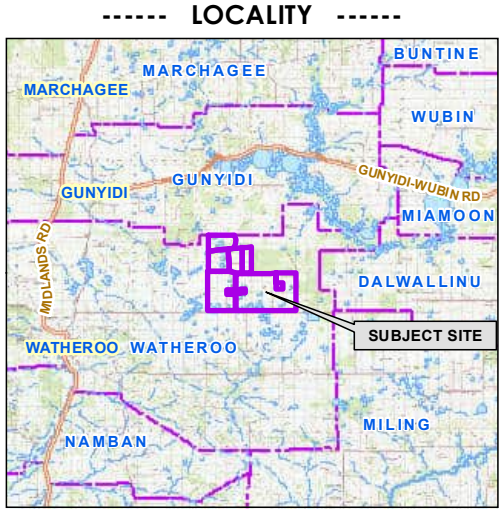 ------ LOCALITY ------
BUNTINE
MARCHAGEE
MARCHAGEE
WUBIN
GUNYIDI-WUBIN RD
GUNYIDI
GUNYIDI
MIAMOON
MIDLANDS RD
DALWALLINU
SUBJECT SITE
WATHEROO WATHEROO
MILING
NAMBAN